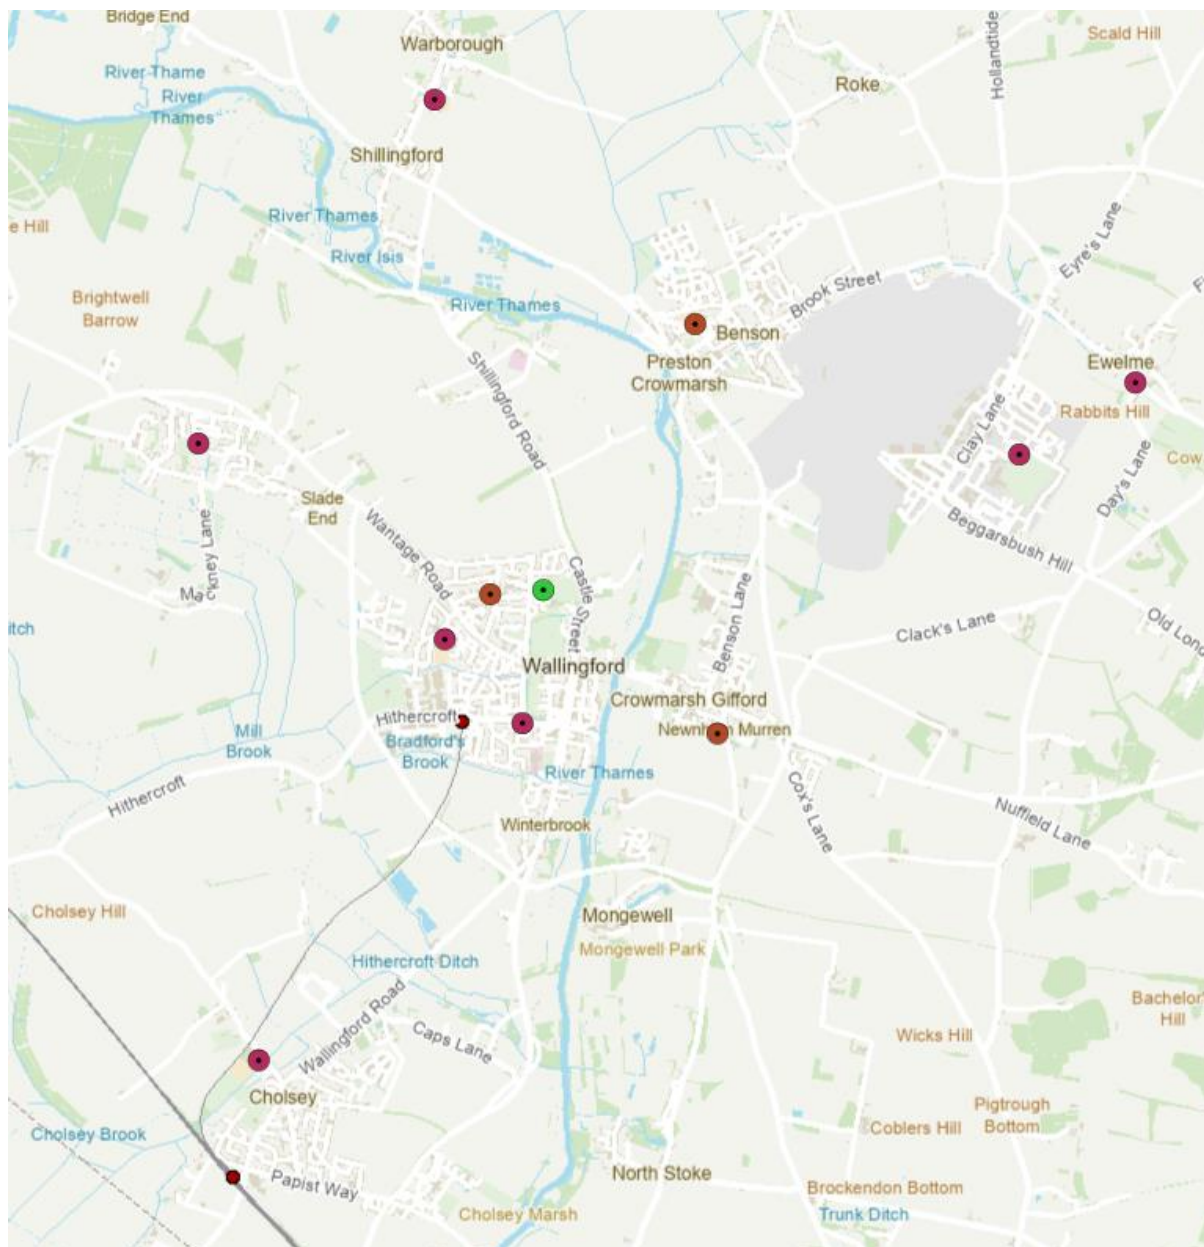 Bridge End
Scald Hill
Warborough
Hollandtide
River Thame
Roke
River
Thames
Shillingford
Eyre's Lane
River Thames
e Hill
River Isis
Brook Street
Brightwell
Barrow
River Thames
Benson
Shillingford Road
Preston
Crowmarsh
Ewelme
Rabbits Hill
Clay Lane
Cow
Day's Lane
Slade
End
Wantage Road
Beggarsbush Hill
Mackney Lane
Castle Street
Benson Lane
Old Lond
itch
Clack's Lane
Wallingford
Crowmarsh Gifford
Hithercroft
Newnham Murren
Mill
Brook
Bradford's
Brook
River Thames
Hithercroft
Cox's Lane
Nuffield Lane
Winterbrook
Cholsey Hill
Mongewell
Mongewell Park
Hithercroft Ditch
Bachelor's
Hill
Wallingford Road
Caps Lane
Wicks Hill
Cholsey
Pigtrough
Bottom
Cholsey Brook
Coblers Hill
North Stoke
Papist Way
Brockendon Bottom
Cholsey Marsh
Trunk Ditch